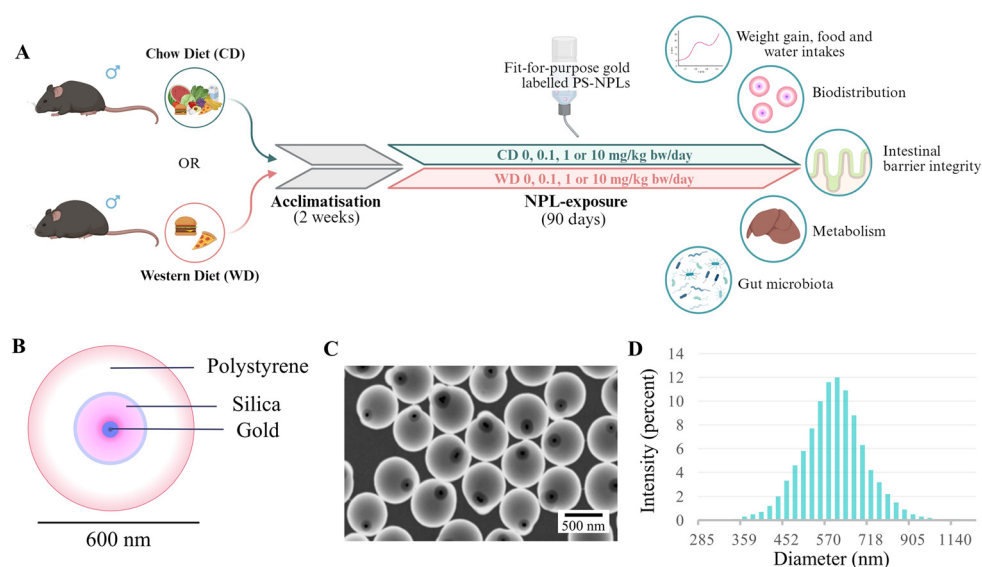 A
Chow Diet (CD)
OR
Western Diet (WD)
Acclimatisation
(2 weeks)
Fit-for-purpose gold
labelled PS-NPLs
CD 0, 0.1, 1 or 10 mg/kg bw/day
WD 0, 0.1, 1 or 10 mg/kg bw/day
NPL-exposure
(90 days)
Weight gain, food and
water intakes
Biodistribution
Intestinal
barrier integrity
Metabolism
Gut microbiota
B
Polystyrene
Silica
Gold
600 nm
C
500 nm
D
Intensity (percent)
14
12
10
8
6
4
2
0
285 359 452 570 718 905 1140
Diameter (nm)